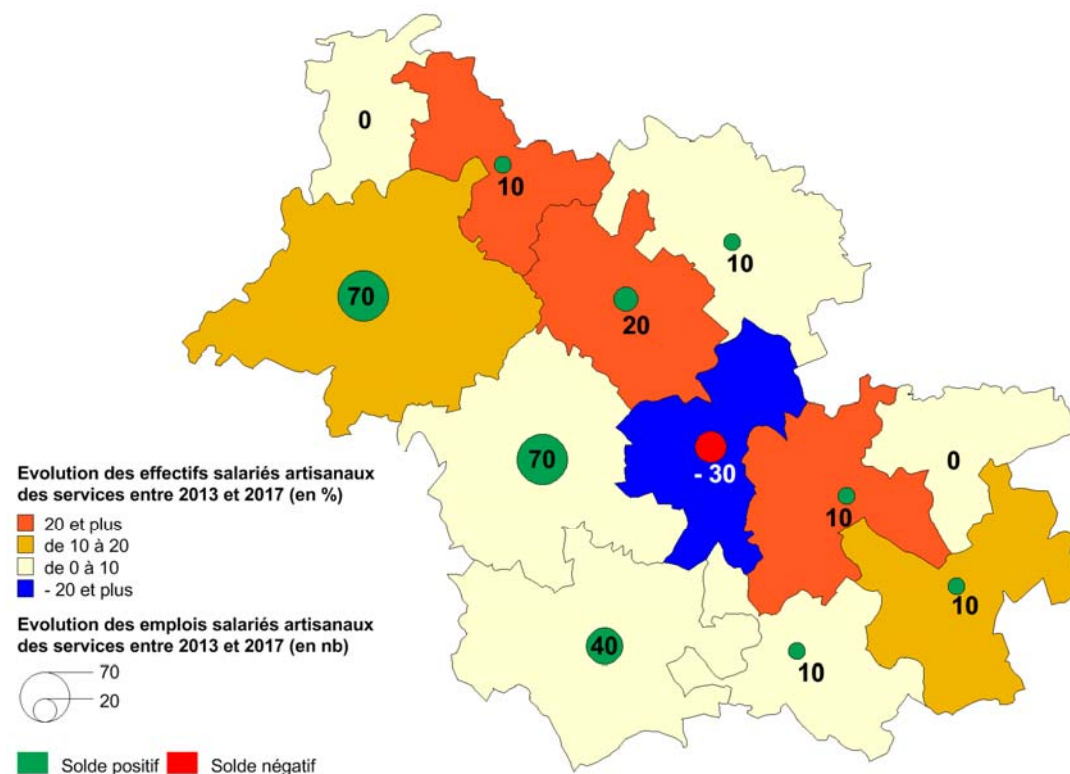 0
10
10
70
20
70
- 30
0
10
10
40
10
Evolution des effectifs salariés artisanaux
des services entre 2013 et 2017 (en %)
20 et plus
de 10 à 20
de 0 à 10
- 20 et plus
Evolution des emplois salariés artisanaux
des services entre 2013 et 2017 (en nb)
70
20
Solde positif Solde négatif